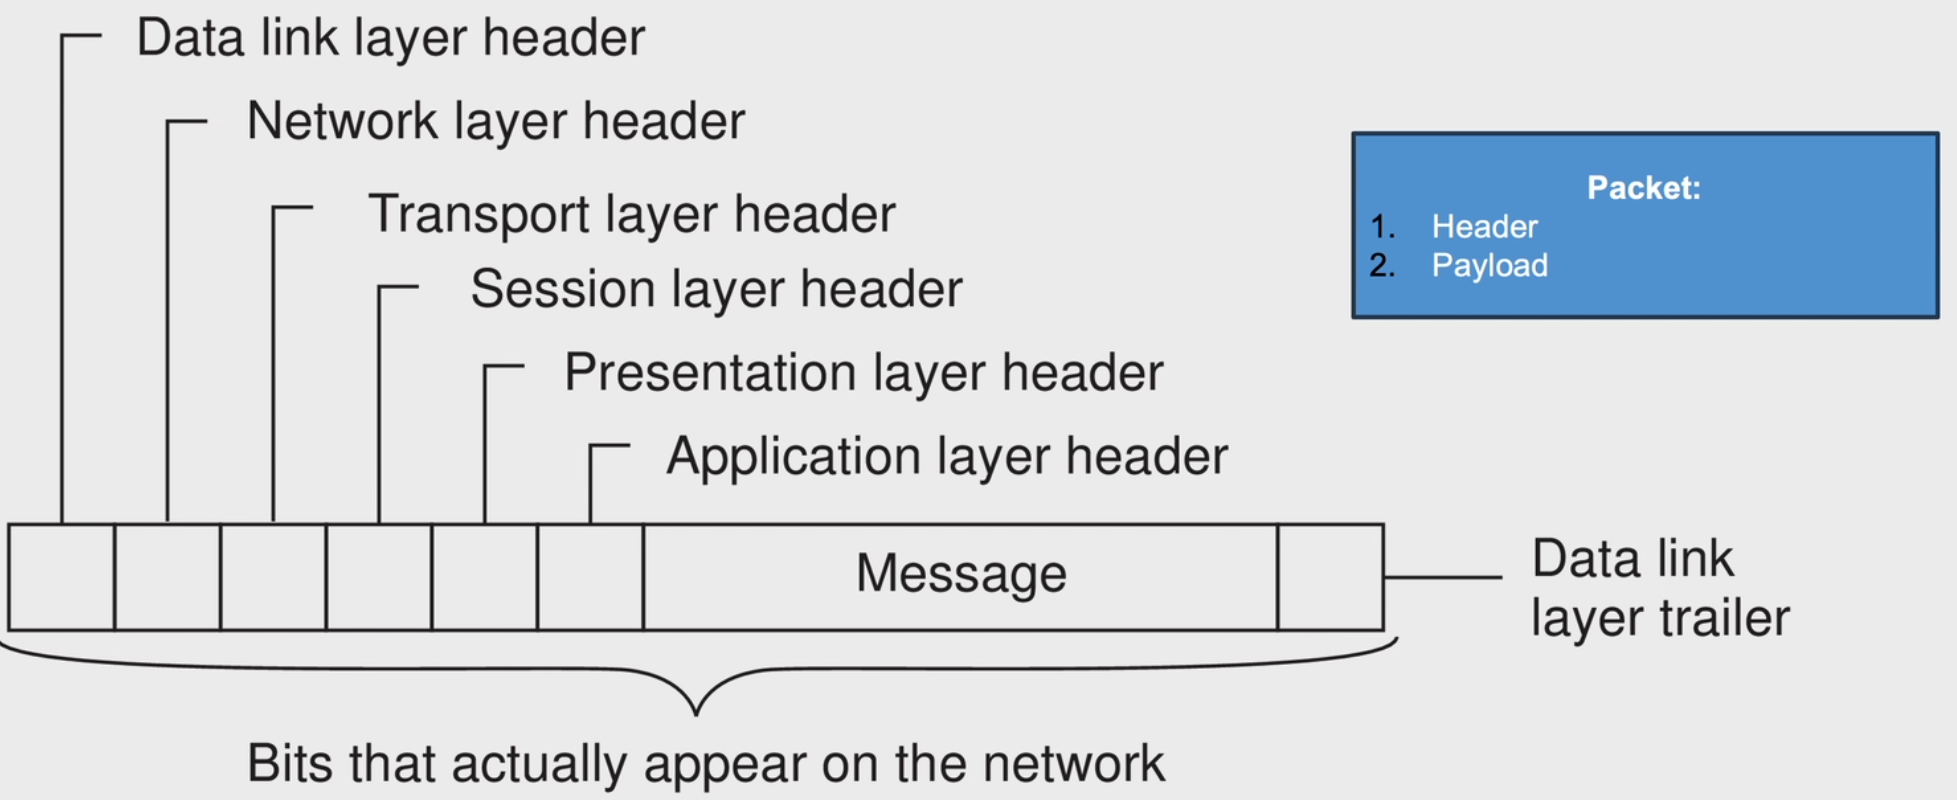 Data link layer header
Network layer header
Transport layer header
Session layer header
Presentation layer header
Application layer header
Packet:
1. Header
2. Payload
Message
Data link
layer trailer
Bits that actually appear on the network